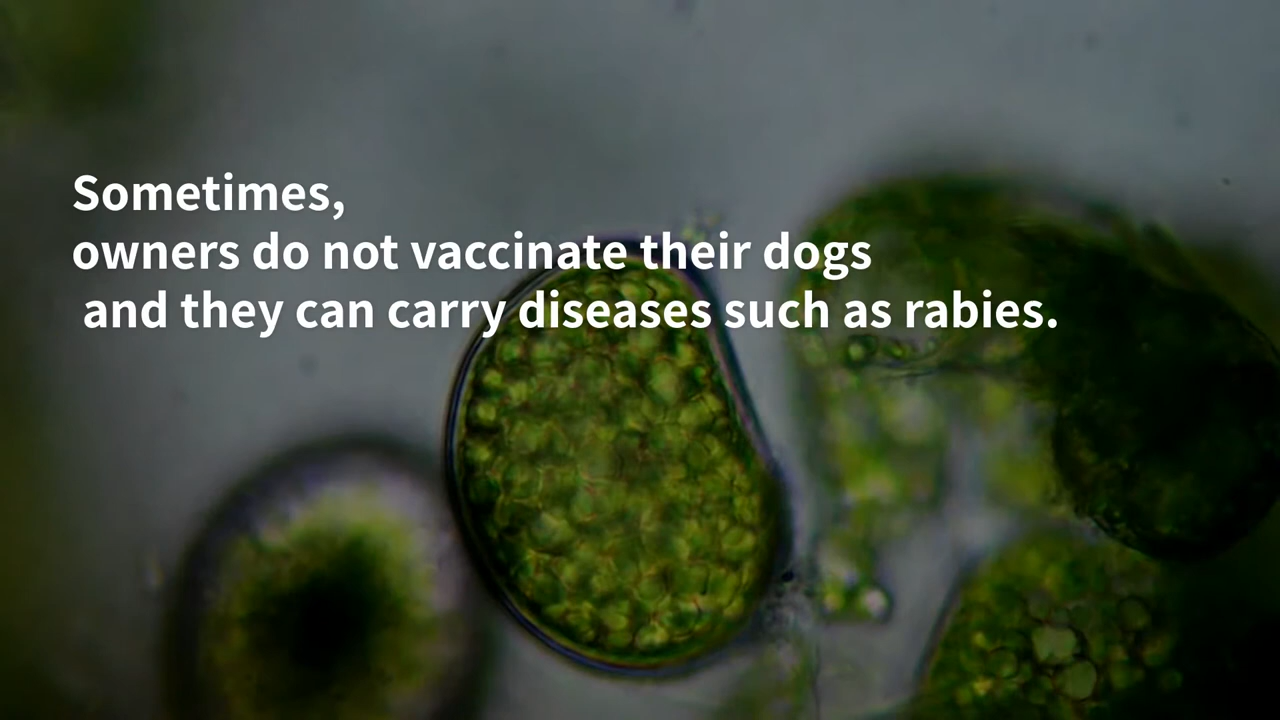 Sometimes,
owners do not vaccinate their dogs
and they can carry diseases such as rabies.